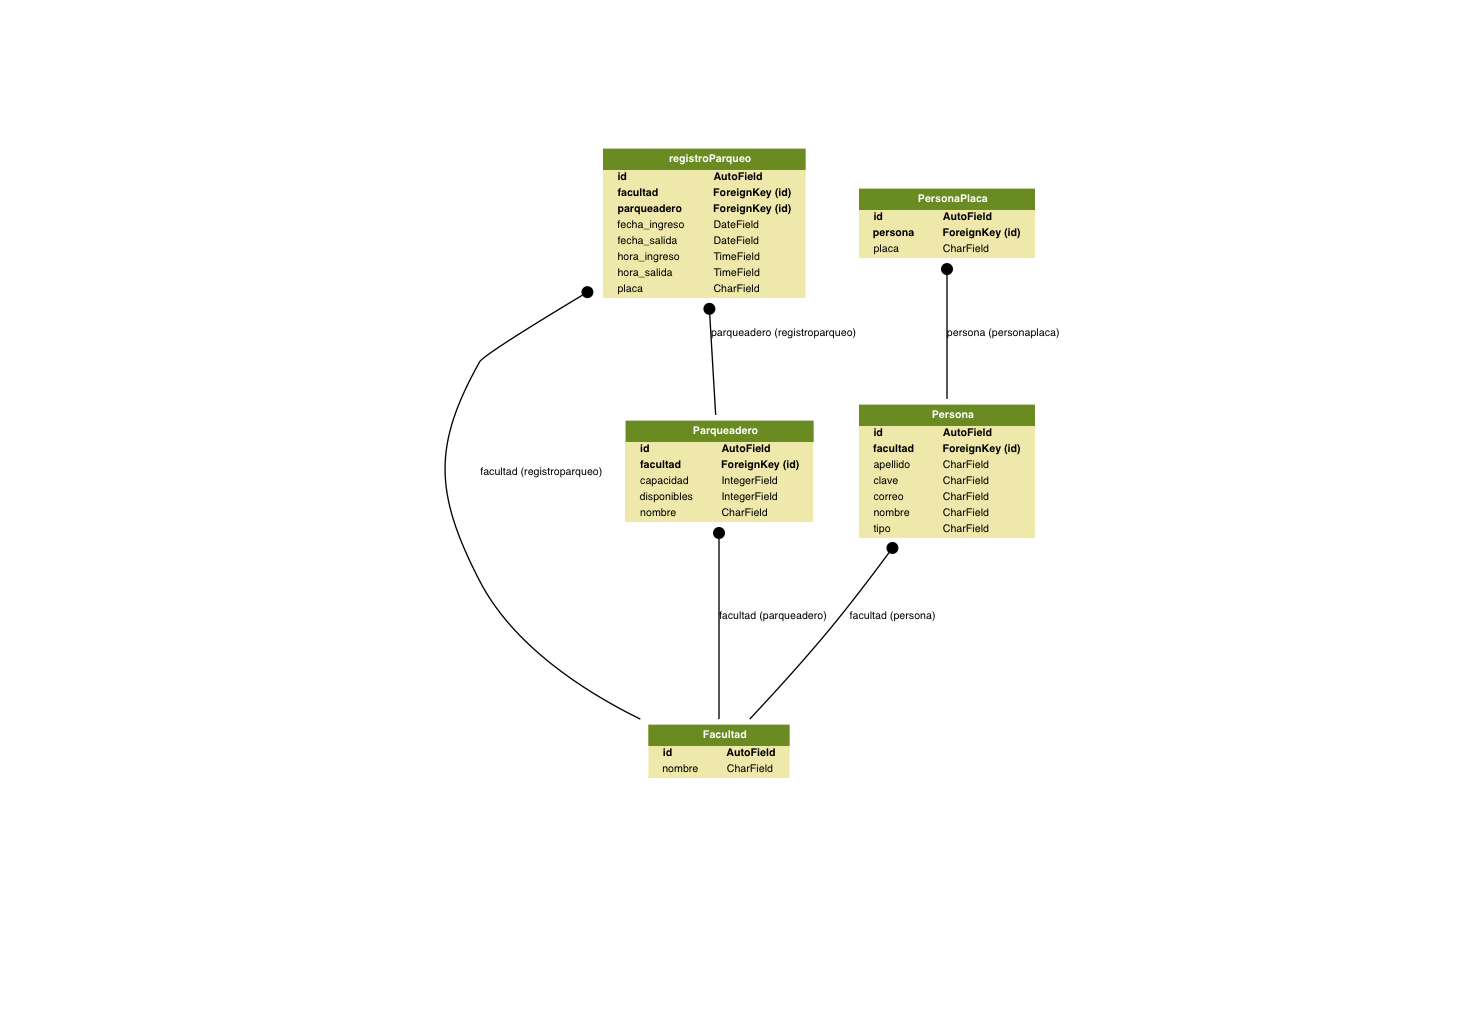 registroParqueo
id AutoField
facultad ForeignKey (id)
parqueadero ForeignKey (id)
fecha_ingreso DateField
fecha_salida DateField
hora_ingreso TimeField
hora_salida TimeField
placa CharField
PersonaPlaca
id AutoField
persona ForeignKey (id)
placa CharField
parqueadero (registroparqueo)
persona (personaplaca)
facultad (registroparqueo)
Parqueadero
id AutoField
facultad ForeignKey (id)
capacidad IntegerField
disponibles IntegerField
nombre CharField
Persona
id AutoField
facultad ForeignKey (id)
apellido CharField
clave CharField
correo CharField
nombre CharField
tipo CharField
facultad (parqueadero)
facultad (persona)
Facultad
id AutoField
nombre CharField